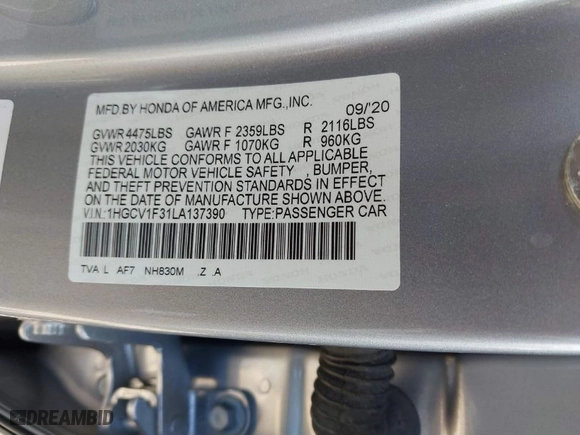 MFD.BY HONDA OF AMERICA MFG.,INC. 09/'20
GVWR 4475LBS GAWR F 2359LBS R 2116LBS
GVWR 2030KG GAWR F 1070KG R 960KG
THIS VEHICLE CONFORMS TO ALL APPLICABLE
FEDERAL MOTOR VEHICLE SAFETY , BUMPER,
AND THEFT PREVENTION STANDARDS IN EFFECT
ON THE DATE OF MANUFACTURE SHOWN ABOVE.
V.I.N.:1HGCV1F31LA137390 TYPE:PASSENGER CAR
TVA L AF7 NH830M .Z .A
DREAMBID